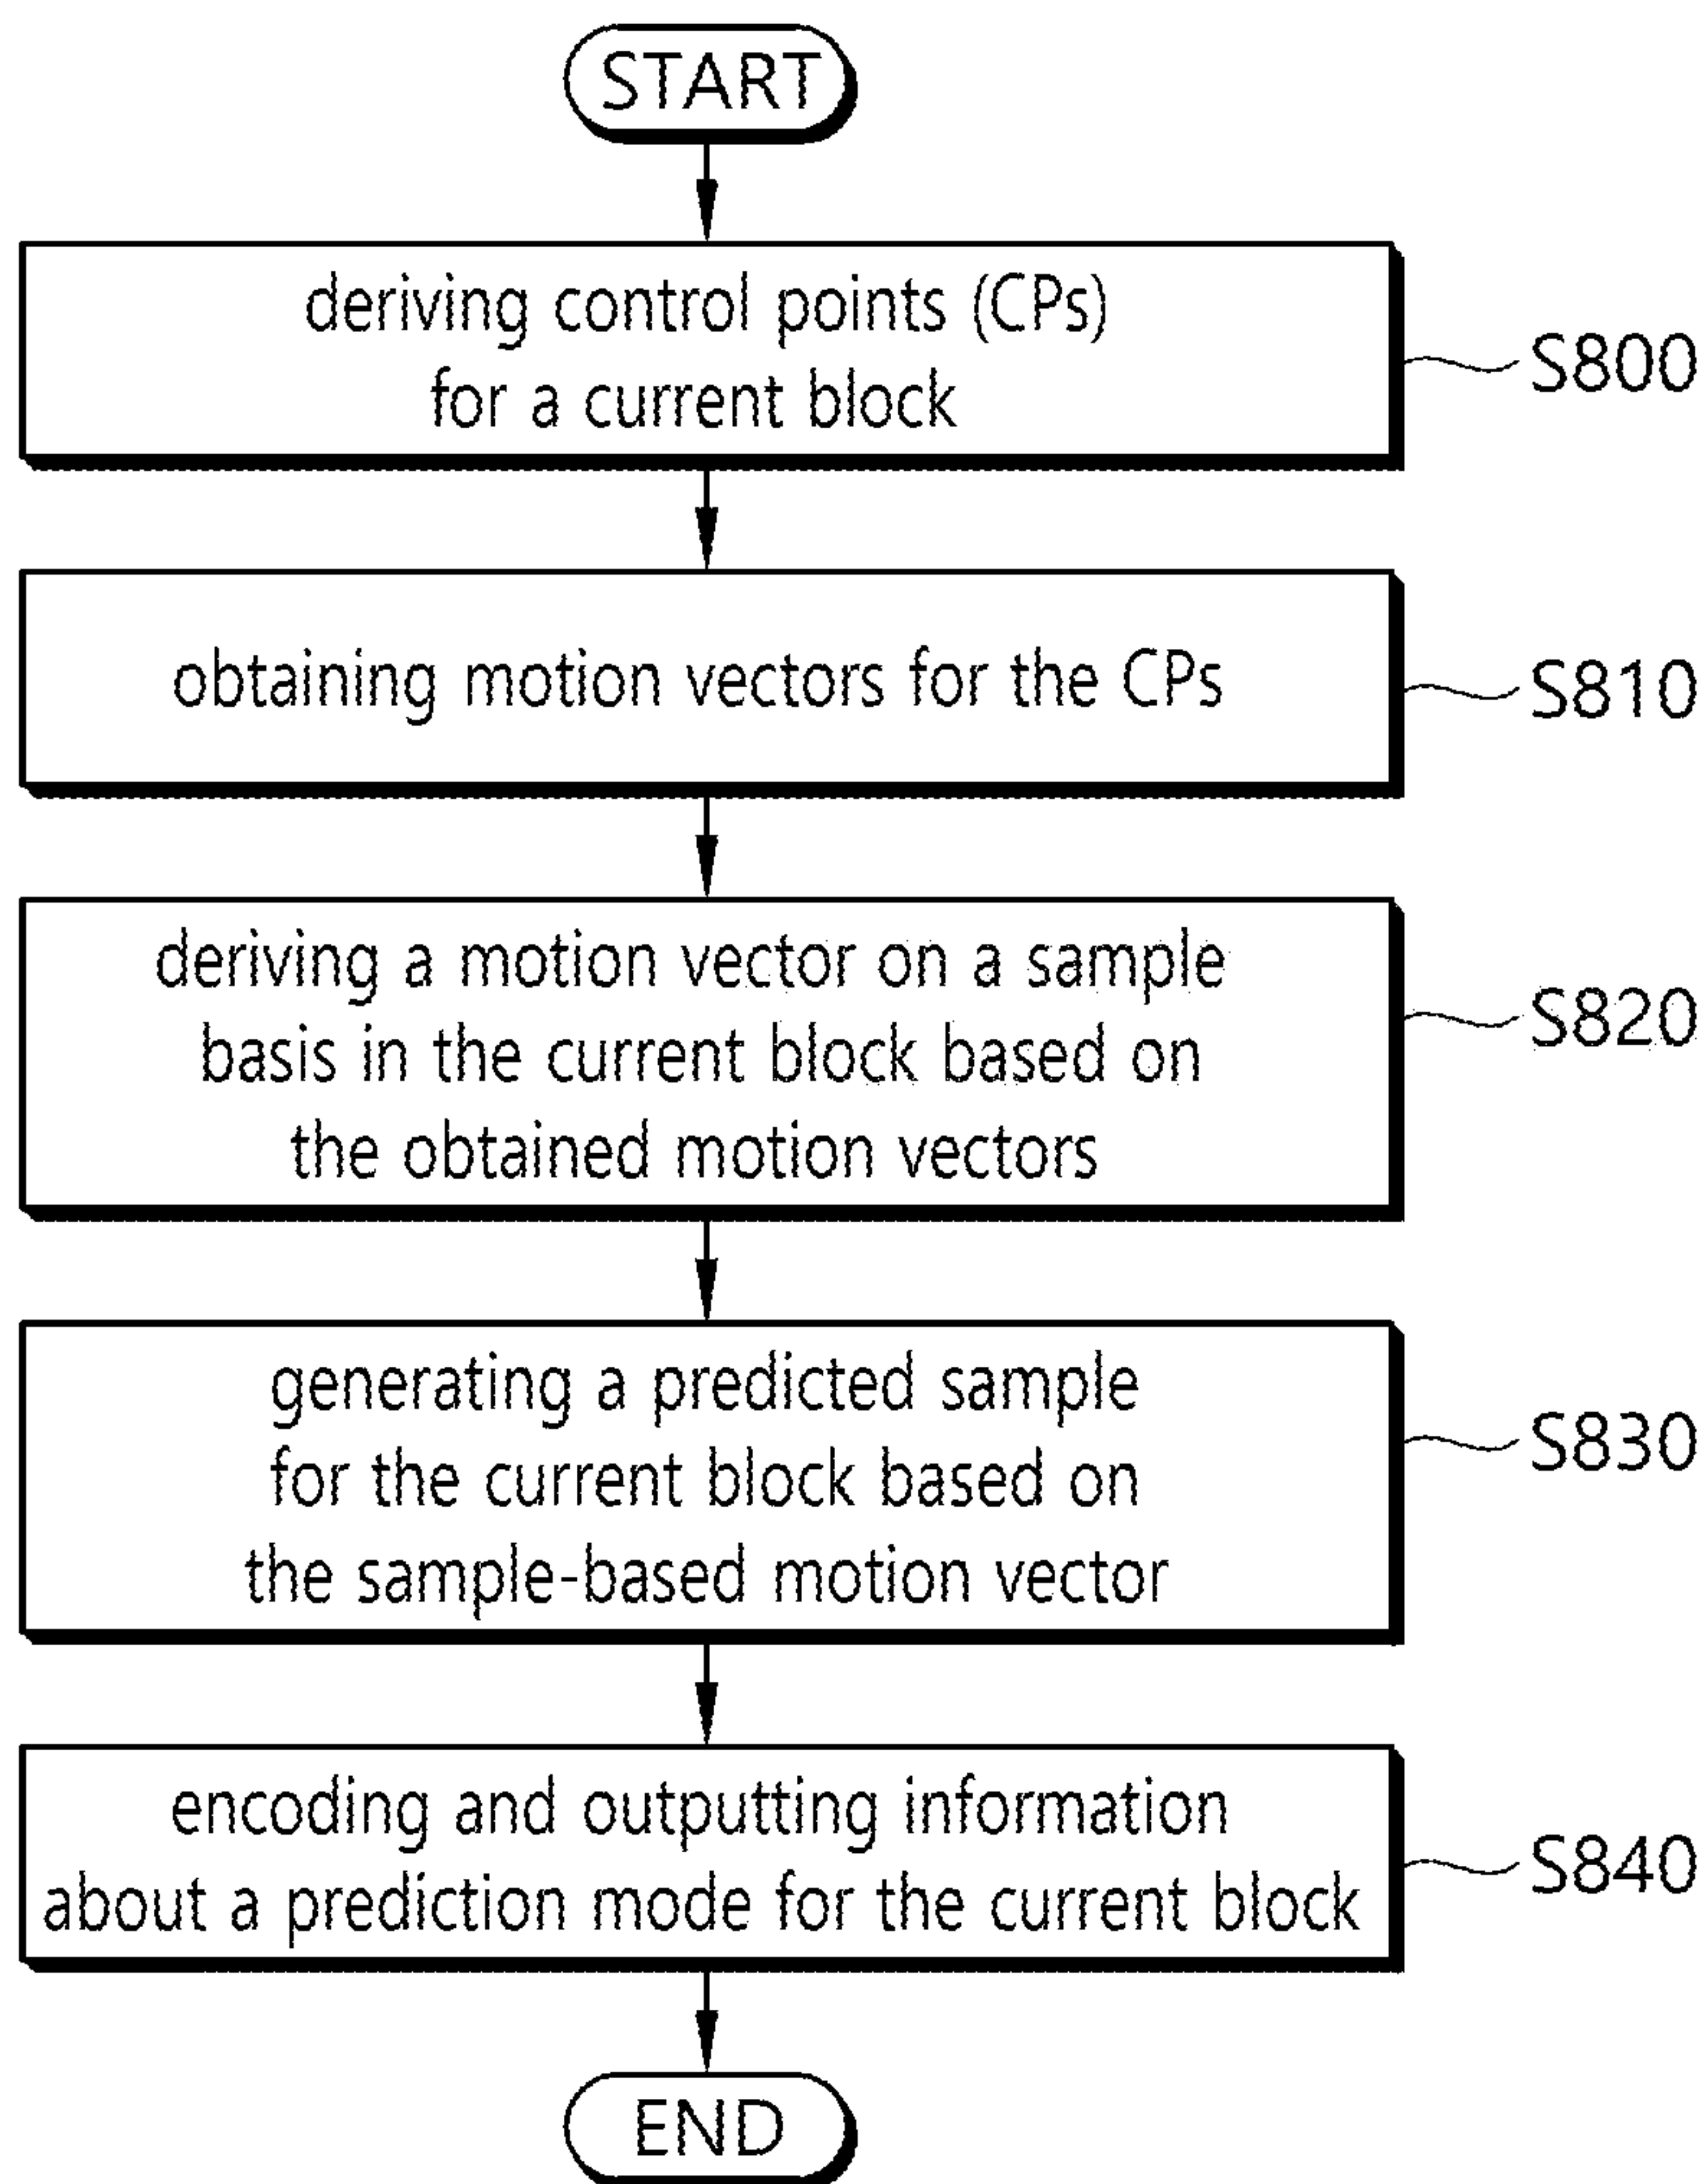 START
deriving control points (CPs)
for a current block
S800
obtaining motion vectors for the CPs
S810
deriving a motion vector on a sample
basis in the current block based on
the obtained motion vectors
S820
generating a predicted sample
for the current block based on
the sample-based motion vector
S830
encoding and outputting information
about a prediction mode for the current block
S840
END